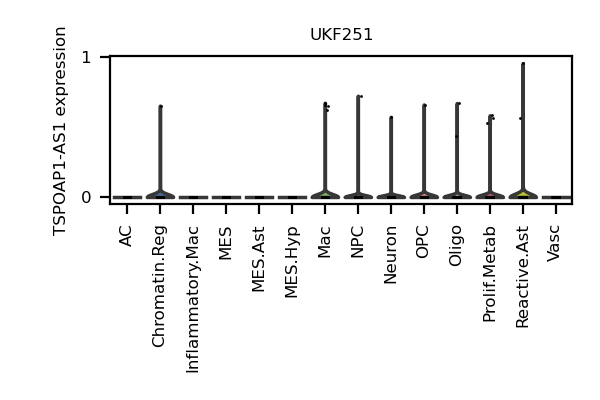 UKF251
TSPOAP1-AS1 expression
1
0
AC
Chromatin.Reg
Inflammatory.Mac
MES
MES.Ast
MES.Hyp
Mac
NPC
Neuron
OPC
Oligo
Prolif.Metab
Reactive.Ast
Vasc